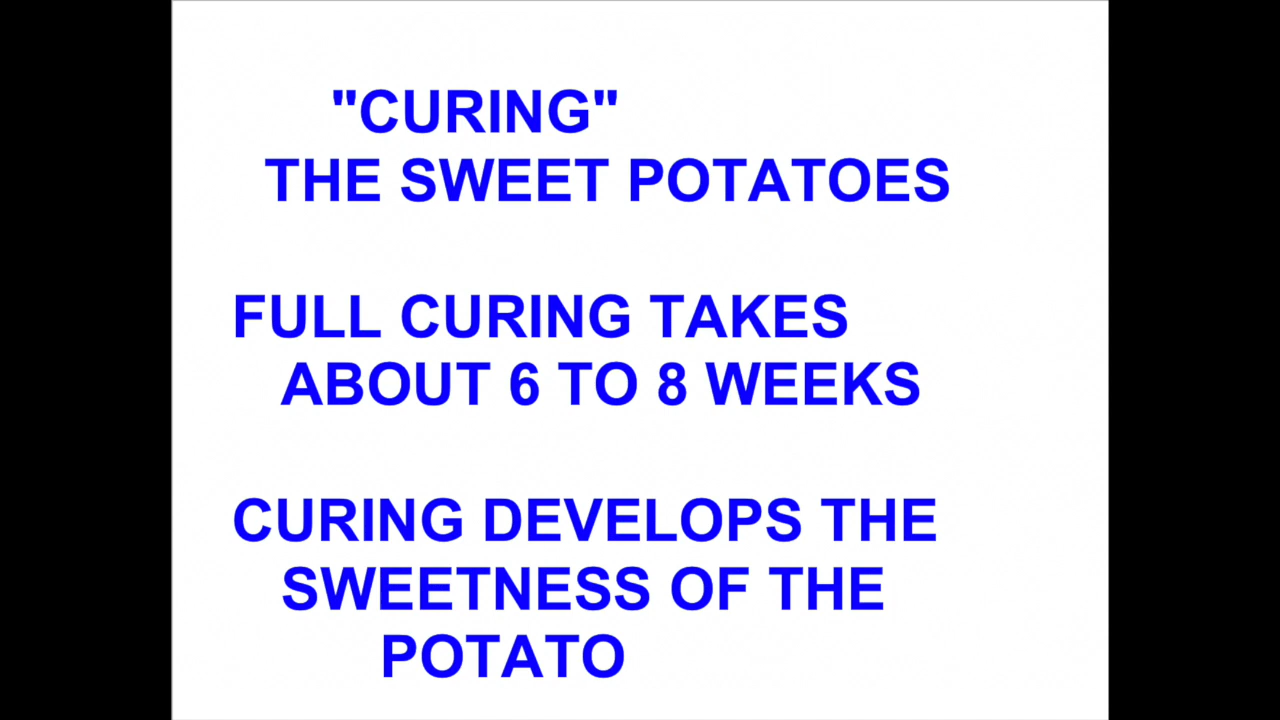 "CURING"
THE SWEET POTATOES
FULL CURING TAKES
ABOUT 6 TO 8 WEEKS
CURING DEVELOPS THE
SWEETNESS OF THE
POTATO